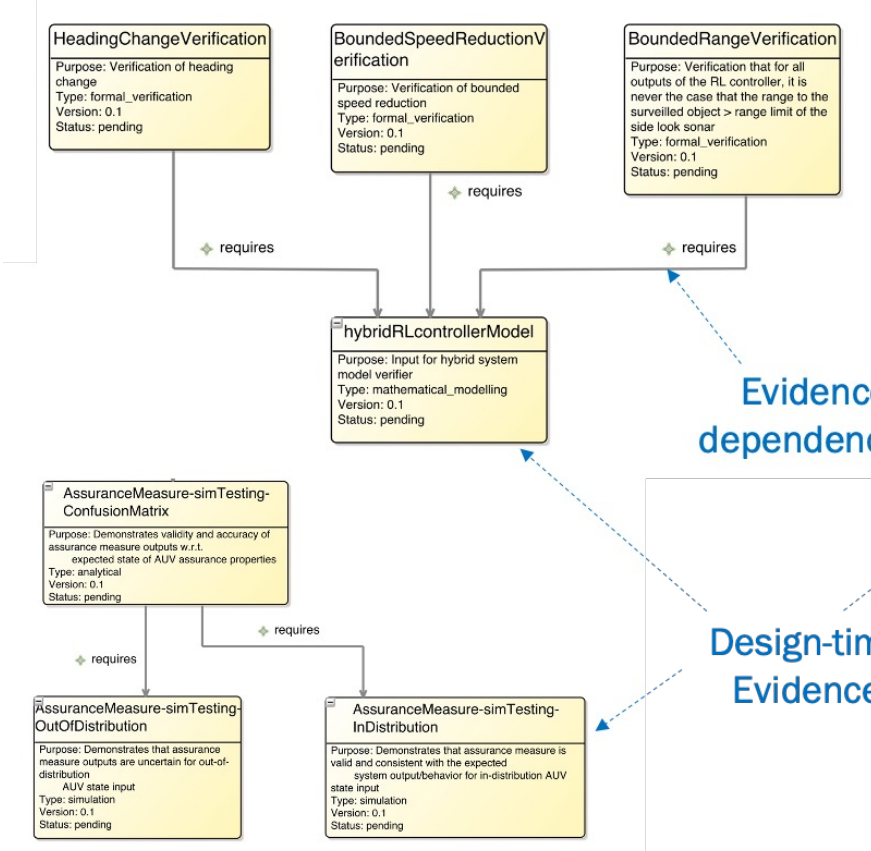 HeadingChangeVerification
Purpose: Verification of heading
change
Type: formal_verification
Version: 0.1
Status: pending
BoundedSpeedReductionV
erification
Purpose: Verification of bounded
speed reduction
Type: formal_verification
Version: 0.1
Status: pending
BoundedRangeVerification
Purpose: Verification that for all
outputs of the RL controller, it is
never the case that the range to the
surveilled object > range limit of the
side look sonar
Type: formal_verification
Version: 0.1
Status: pending
requires
requires
requires
hybridRLcontrollerModel
Purpose: Input for hybrid system
model verifier
Type: mathematical_modelling
Version: 0.1
Status: pending
Evidenc
dependenc
AssuranceMeasure-simTesting-
ConfusionMatrix
Purpose: Demonstrates validity and accuracy of
assurance measure outputs w.r.t.
expected state of AUV assurance properties
Type: analytical
Version: 0.1
Status: pending
requires
requires
Design-tim
Evidence
AssuranceMeasure-simTesting-
OutOfDistribution
Purpose: Demonstrates that assurance
measure outputs are uncertain for out-of-
distribution
AUV state input
Type: simulation
Version: 0.1
Status: pending
AssuranceMeasure-simTesting-
InDistribution
Purpose: Demonstrates that assurance measure is
valid and consistent with the expected
system output/behavior for in-distribution AUV
state input
Type: simulation
Version: 0.1
Status: pending